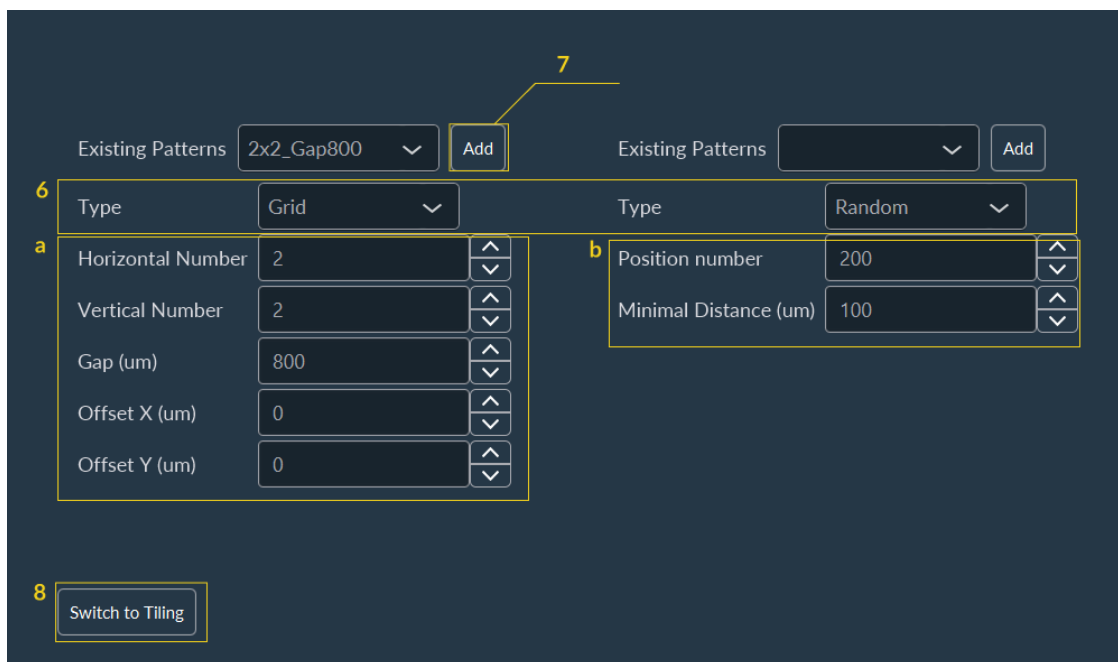 7
Existing Patterns 2x2_Gap800 Add Existing Patterns Add
6 Type Grid Type Random
a Horizontal Number 2 b Position number 200
Vertical Number 2 Minimal Distance (um) 100
Gap (um) 800
Offset X (um) 0
Offset Y (um) 0
8 Switch to Tiling